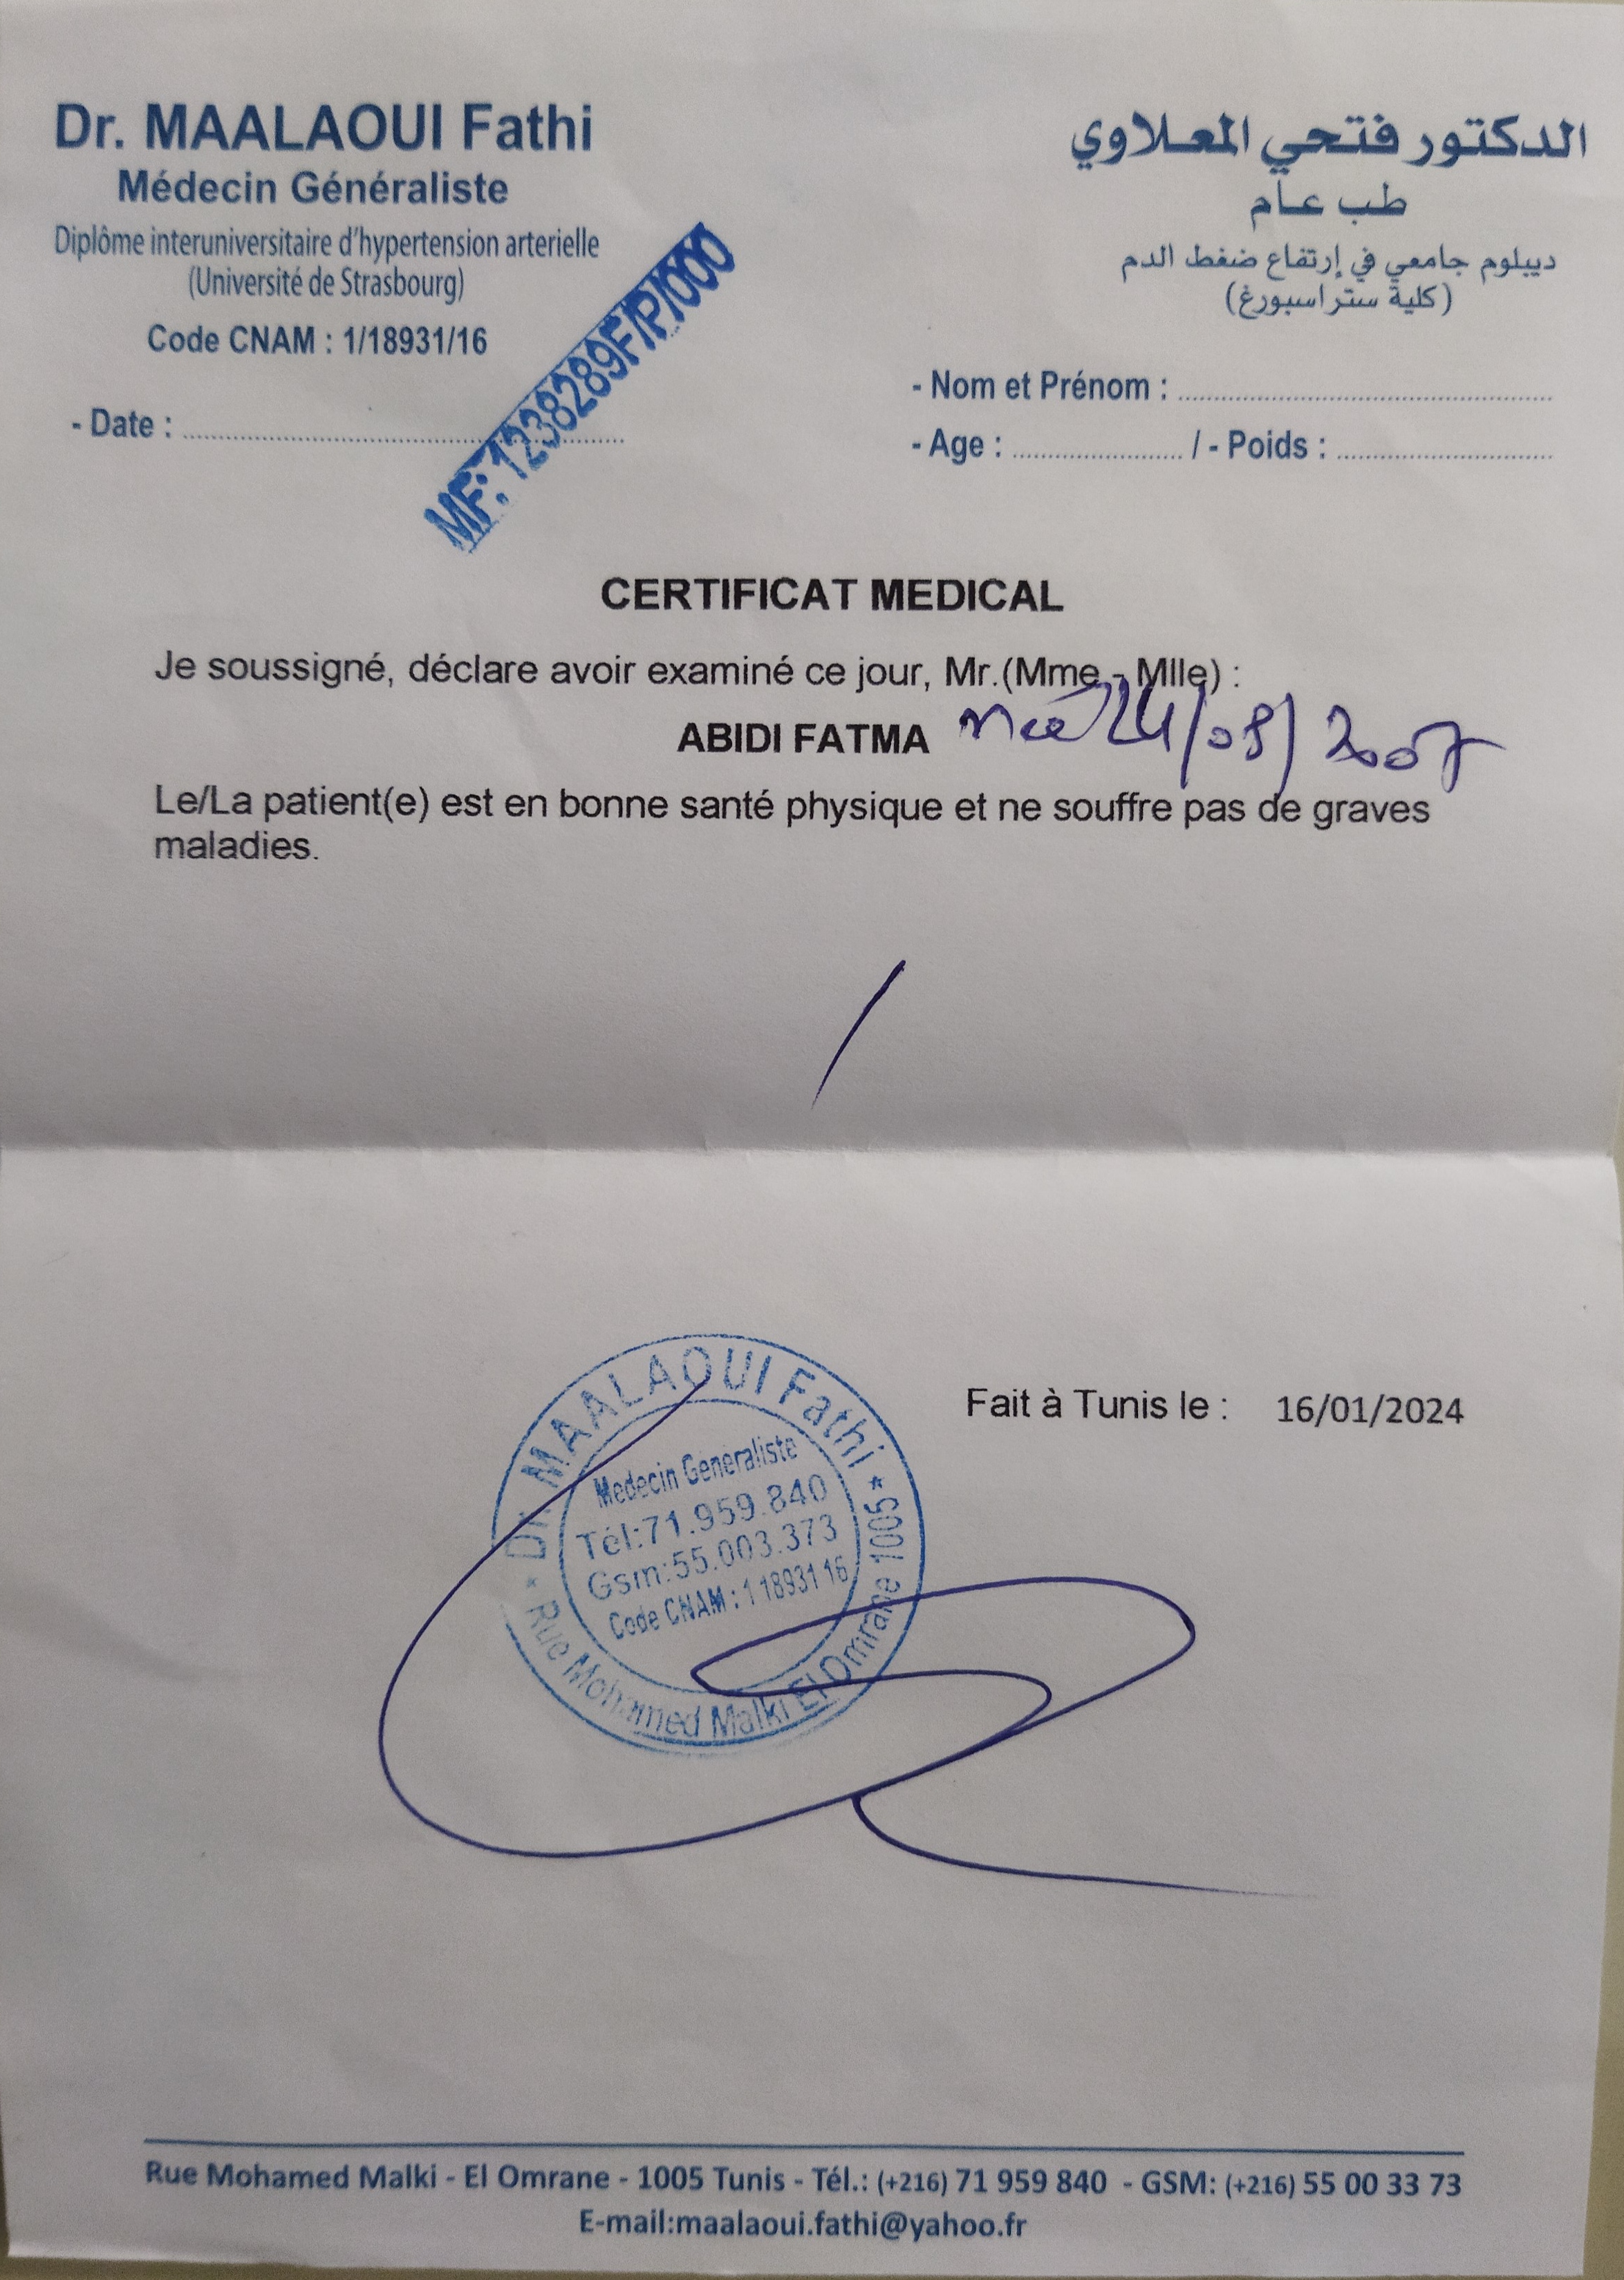 Dr. MAALAOUI Fathi
Médecin Généraliste
Diplôme interuniversitaire d'hypertension arterielle
(Université de Strasbourg)
Code CNAM : 1/18931/16
- Date :
الدكتور فتحي المعلاوي
طب عام
ديبلوم جامعي في إرتفاع ضغط الدم
(كلية ستراسبورغ)
- Nom et Prénom :
- Age : / - Poids :
MF: 1238289F/P/000
CERTIFICAT MEDICAL
Je soussigné, déclare avoir examiné ce jour, Mr.(Mme - Mlle) :
ABIDI FATMA née 24/08/2007
Le/La patient(e) est en bonne santé physique et ne souffre pas de graves
maladies.
Fait à Tunis le : 16/01/2024
Dr. MAALAOUI Fathi
Medecin Généraliste
Tél:71.959.840
Gsm:55.003.373
Code CNAM : 1 18931 16
* Rue Mohamed Malki El Omrane 1005 *
Rue Mohamed Malki - El Omrane - 1005 Tunis - Tél.: (+216) 71 959 840 - GSM: (+216) 55 00 33 73
E-mail:maalaoui.fathi@yahoo.fr